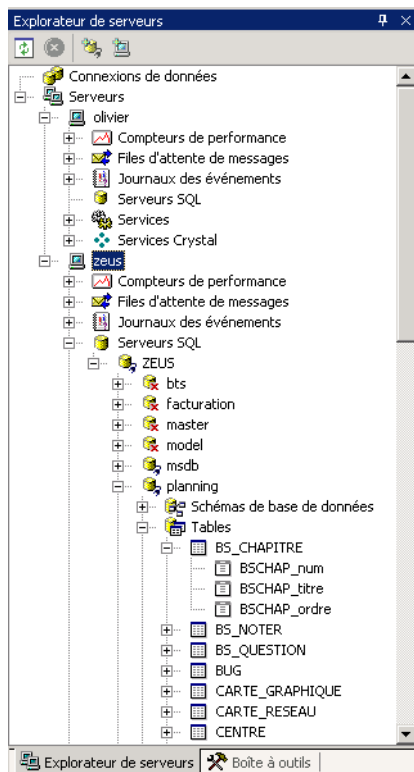 Explorateur de serveurs
Connexions de données
Serveurs
olivier
Compteurs de performance
Files d'attente de messages
Journaux des événements
Serveurs SQL
Services
Services Crystal
zeus
Compteurs de performance
Files d'attente de messages
Journaux des événements
Serveurs SQL
ZEUS
bts
facturation
master
model
msdb
planning
Schémas de base de données
Tables
BS_CHAPITRE
BSCHAP_num
BSCHAP_titre
BSCHAP_ordre
BS_NOTER
BS_QUESTION
BUG
CARTE_GRAPHIQUE
CARTE_RESEAU
CENTRE
Explorateur de serveurs Boîte à outils